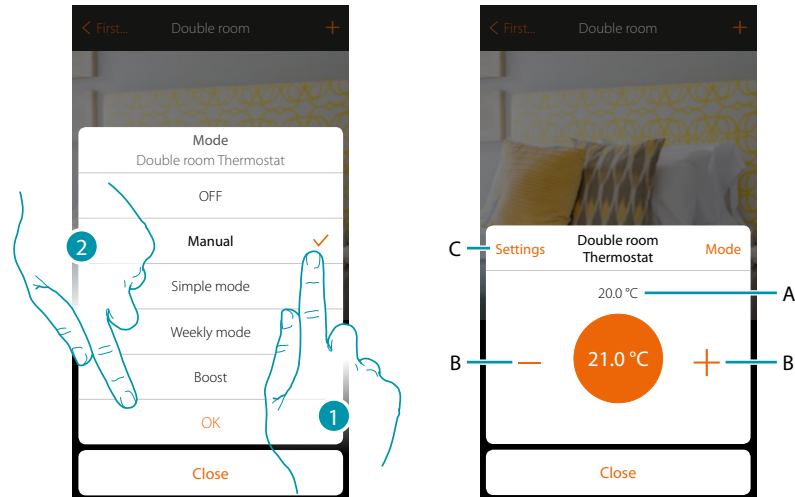 First...
Double room
+
Mode
Double room Thermostat
OFF
Manual
Simple mode
Weekly mode
Boost
OK
Close
2
1
First...
Double room
+
Settings
Double room
Thermostat
Mode
20.0 °C
21.0 °C
Close
C
A
B
B